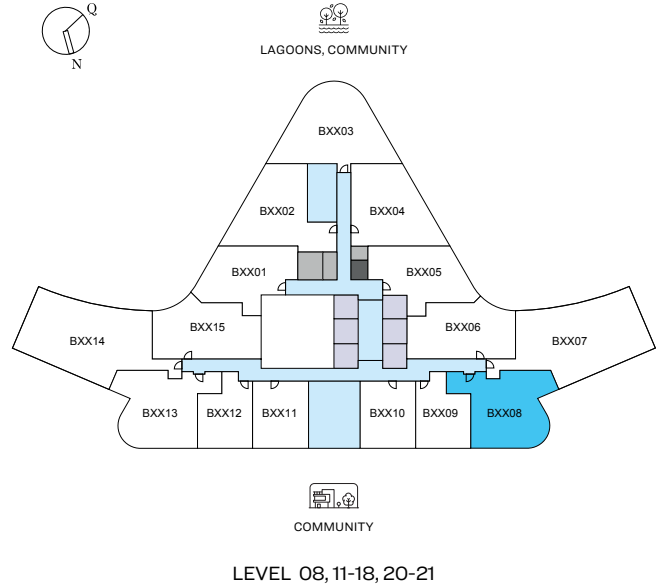 Q
N
LAGOONS, COMMUNITY
BXX03
BXX02
BXX04
BXX01
BXX05
BXX15
BXX06
BXX14
BXX07
BXX13
BXX12
BXX11
BXX10
BXX09
BXX08
COMMUNITY
LEVEL 08, 11-18, 20-21